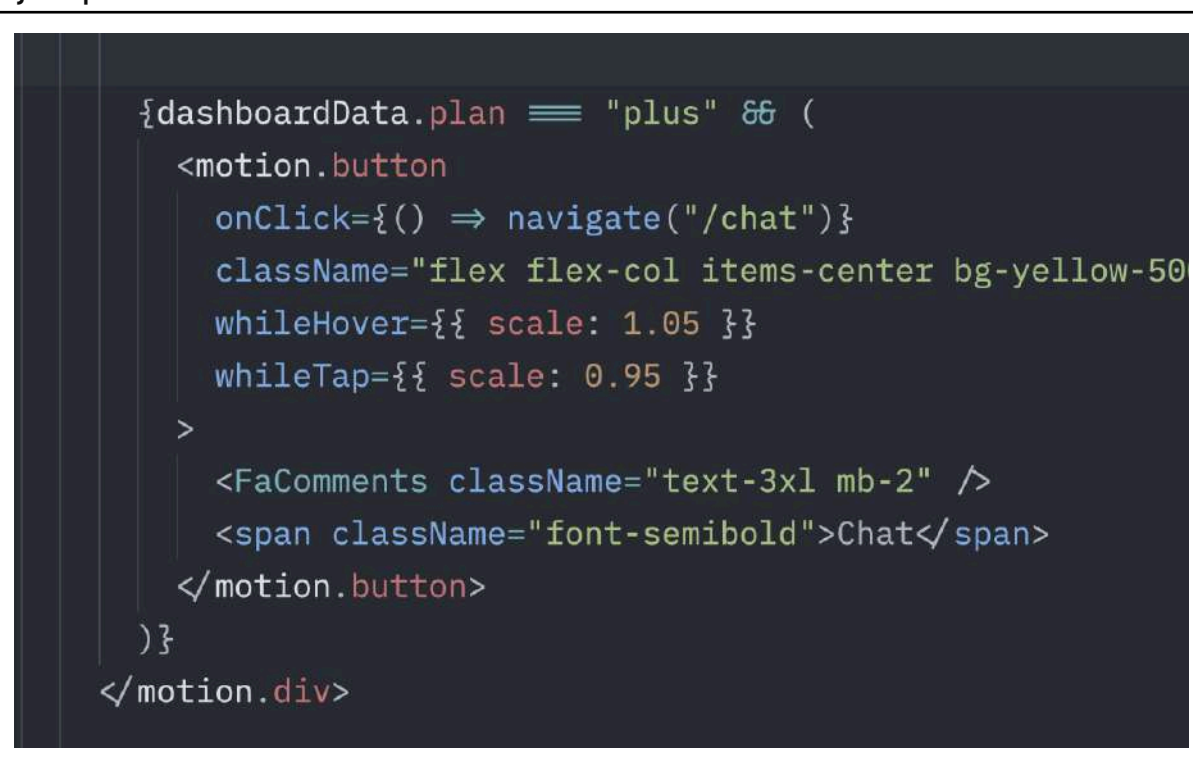 {dashboardData.plan === "plus" && (
<motion.button
onClick={() => navigate("/chat")}
className="flex flex-col items-center bg-yellow-500
whileHover={{ scale: 1.05 }}
whileTap={{ scale: 0.95 }}
>
<FaComments className="text-3xl mb-2" />
<span className="font-semibold">Chat</span>
</motion.button>
)}
</motion.div>